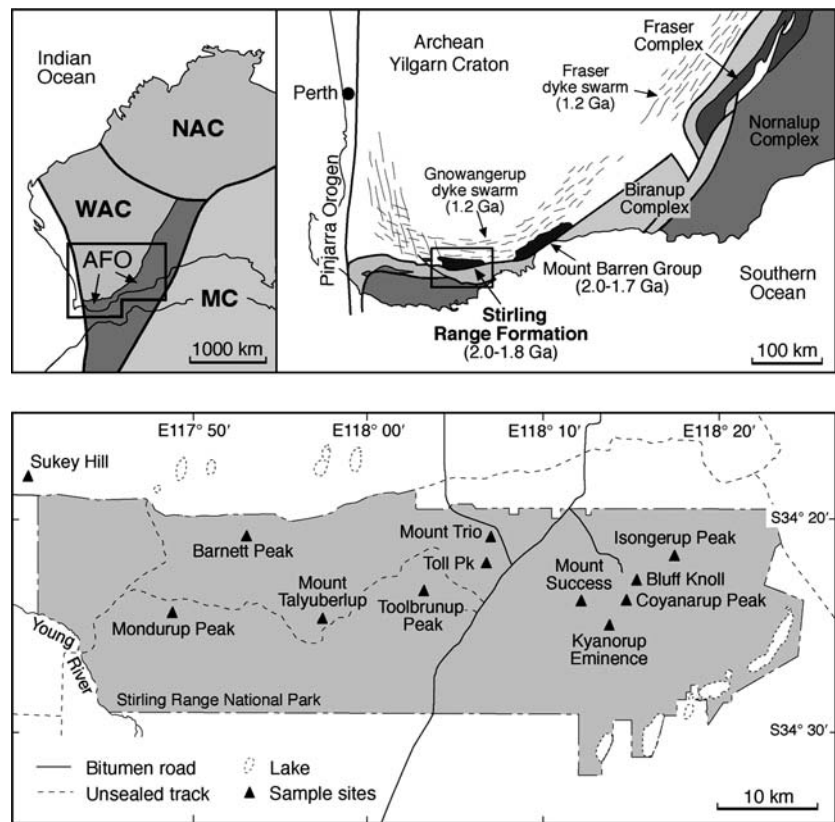 Indian
Ocean
NAC
WAC
AFO
MC
1000 km
Archean
Yilgarn Craton
Perth
Pinjarra Orogen
Fraser
Complex
Fraser
dyke swarm
(1.2 Ga)
Nornalup
Complex
Gnowangerup
dyke swarm
(1.2 Ga)
Biranup
Complex
Mount Barren Group
(2.0-1.7 Ga)
Southern
Ocean
Stirling
Range Formation
(2.0-1.8 Ga)
100 km
E117° 50'
E118° 00'
E118° 10'
E118° 20'
Sukey Hill
S34° 20'
Barnett Peak
Mount Trio
Isongerup Peak
Toll Pk
Mount
Talyuberlup
Mount
Success
Bluff Knoll
Toolbrunup
Peak
Coyanarup Peak
Mondurup Peak
Kyanorup
Eminence
Young
River
Stirling Range National Park
S34° 30'
Bitumen road
Lake
Unsealed track
Sample sites
10 km